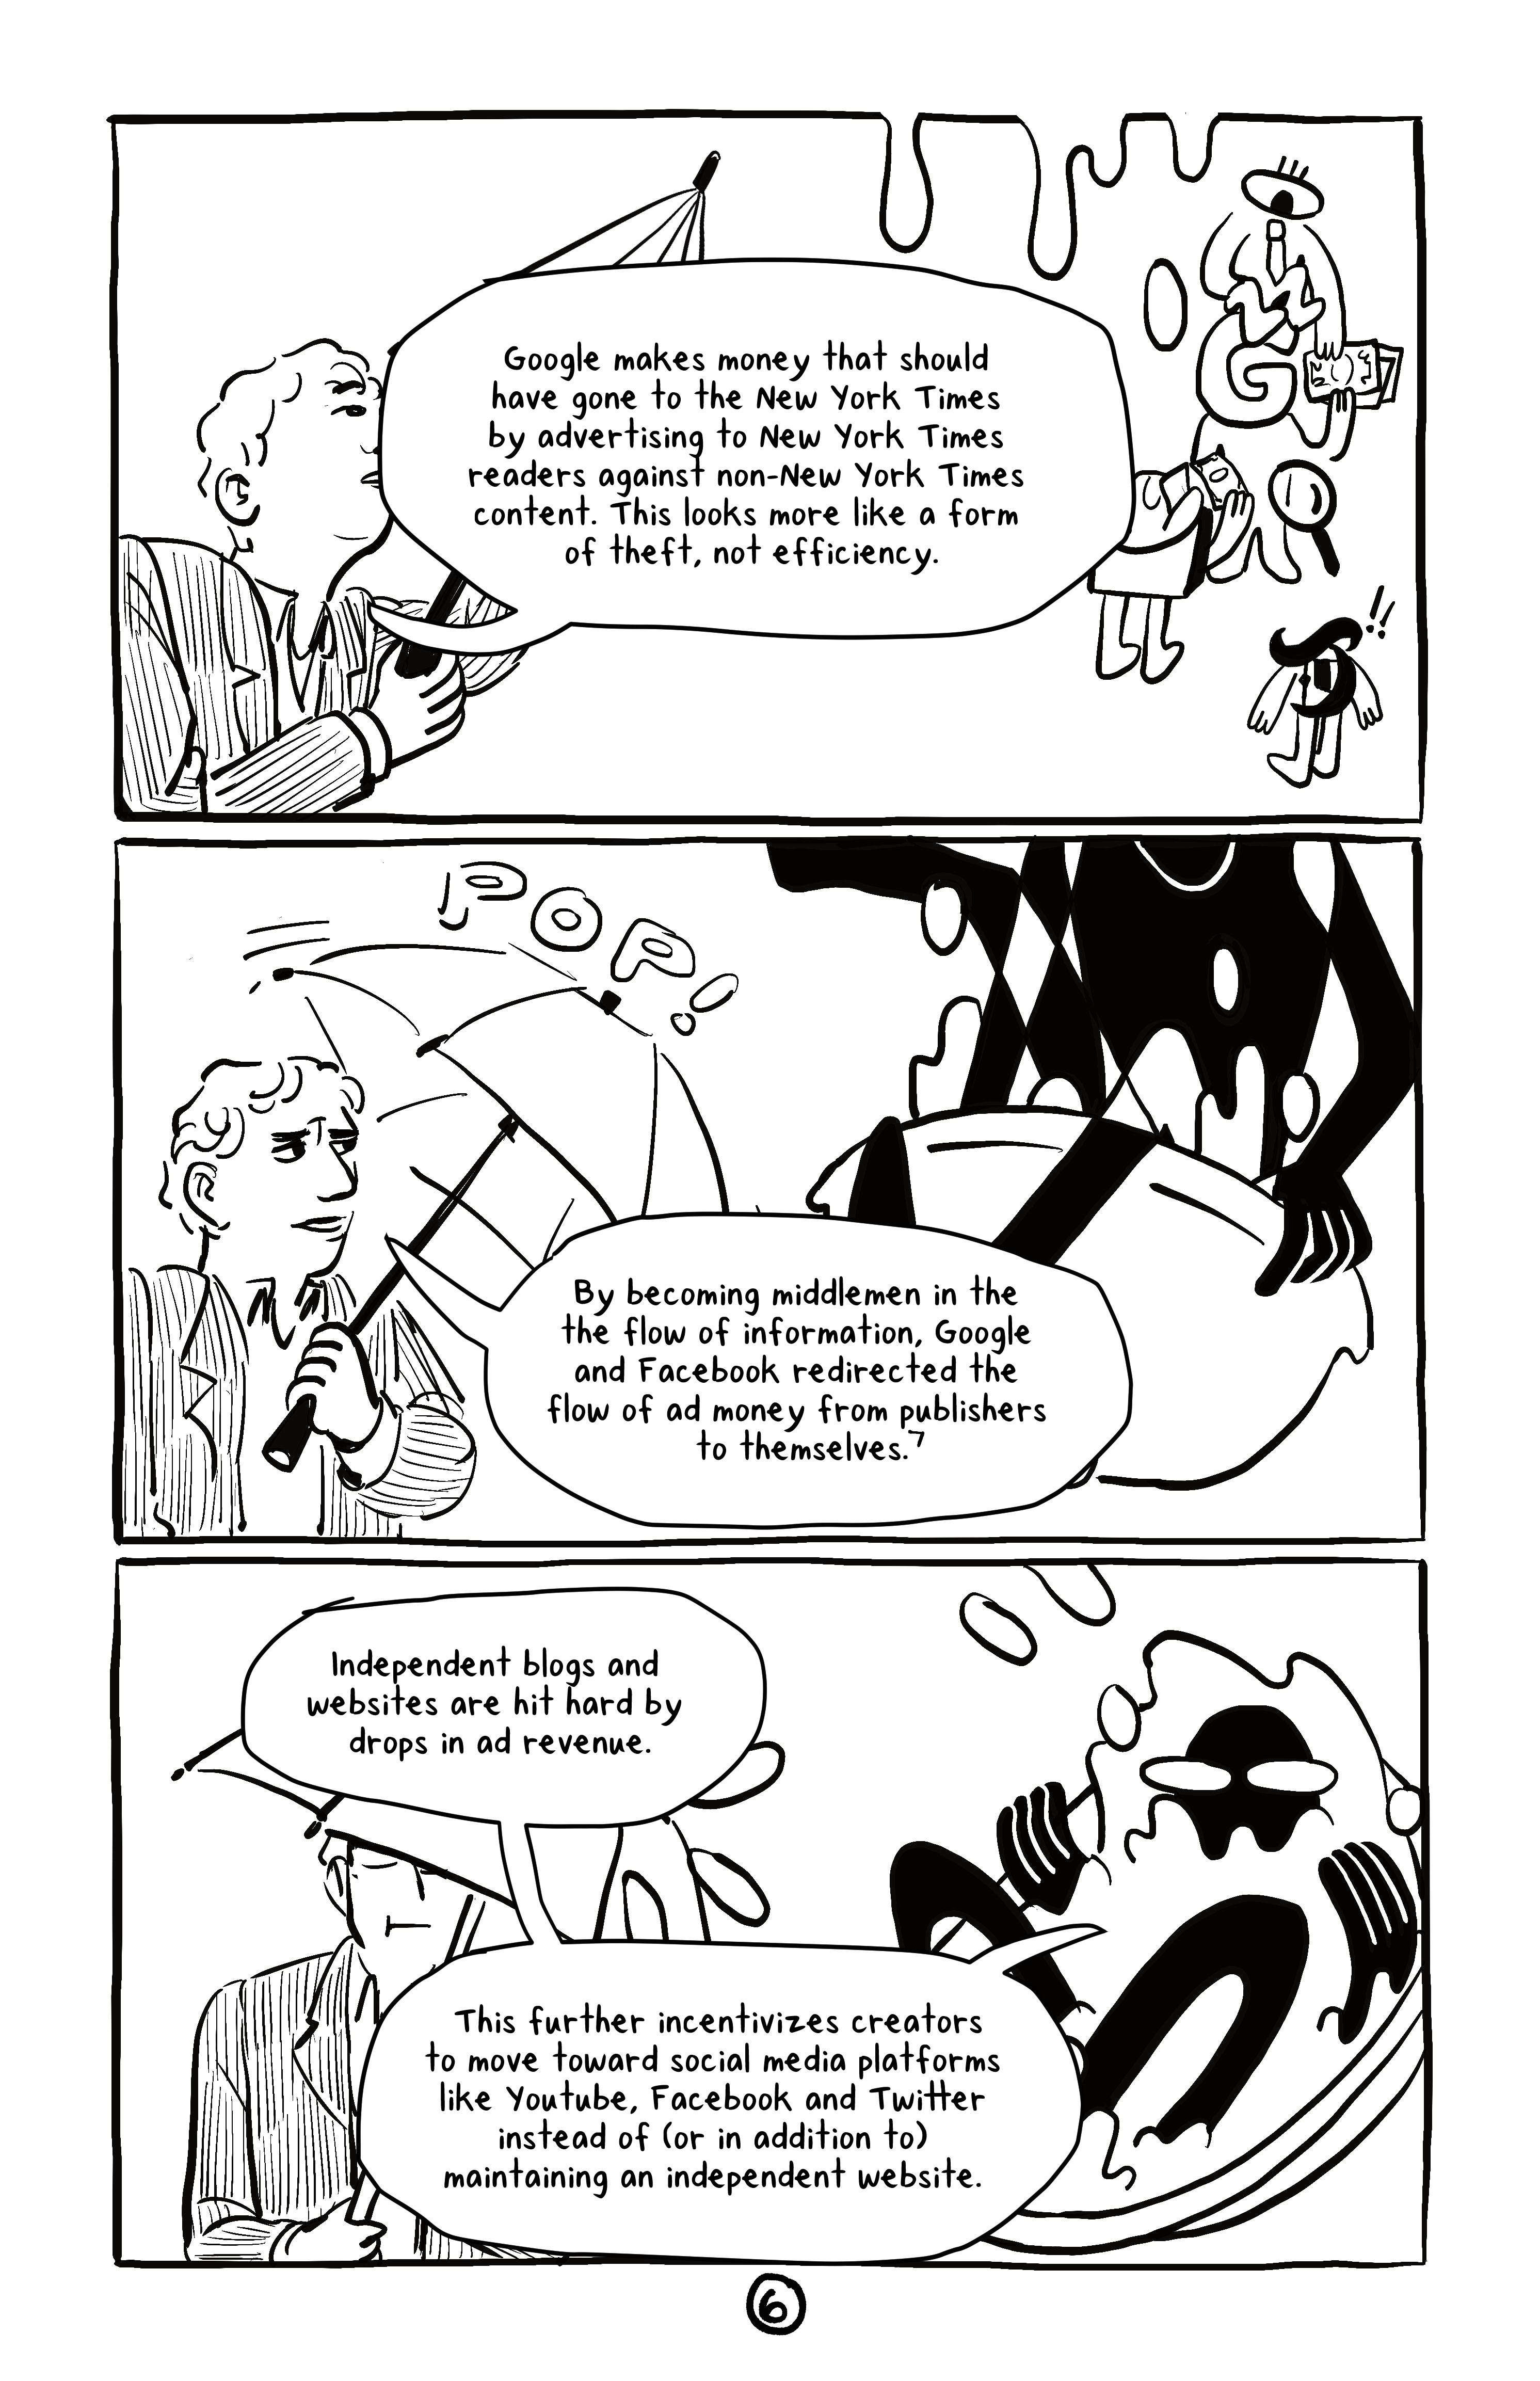 Google makes money that should
have gone to the New York Times
by advertising to New York Times
readers against non-New York Times
content. This looks more like a form
of theft, not efficiency.
G
!!
POP!
By becoming middlemen in the
the flow of information, Google
and Facebook redirected the
flow of ad money from publishers
to themselves.⁷
Independent blogs and
websites are hit hard by
drops in ad revenue.
This further incentivizes creators
to move toward social media platforms
like Youtube, Facebook and Twitter
instead of (or in addition to)
maintaining an independent website.
6